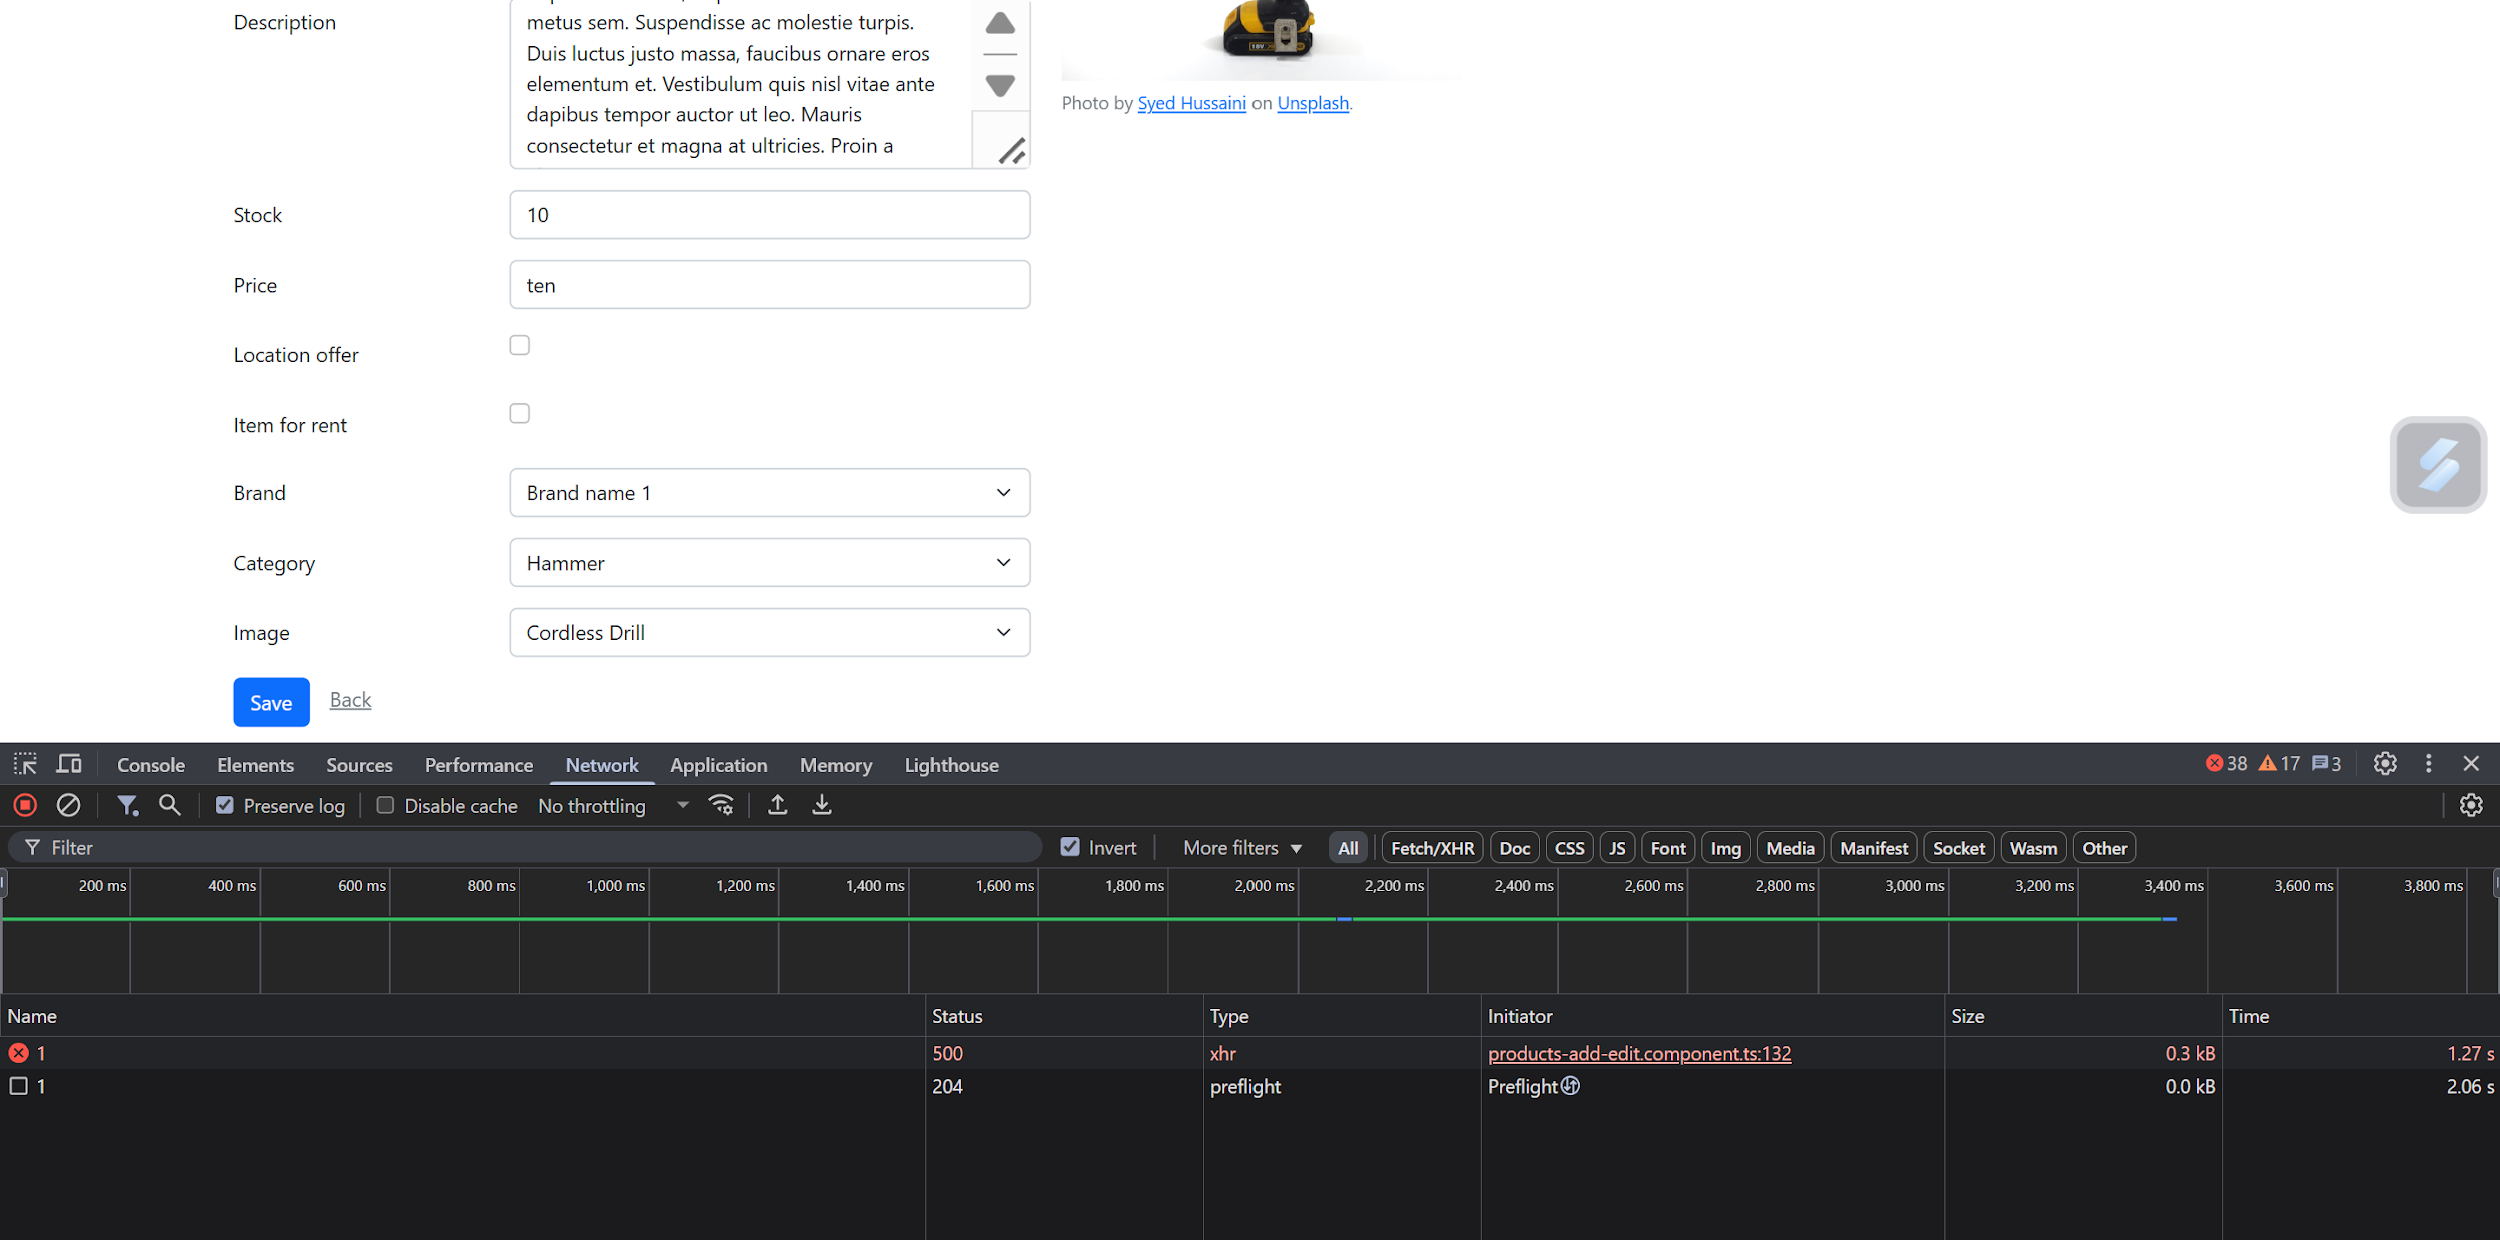 Description
metus sem. Suspendisse ac molestie turpis.
Duis luctus justo massa, faucibus ornare eros
elementum et. Vestibulum quis nisl vitae ante
dapibus tempor auctor ut leo. Mauris
consectetur et magna at ultricies. Proin a
18V
Photo by Syed Hussaini on Unsplash.
Stock 10
Price ten
Location offer
Item for rent
Brand Brand name 1
Category Hammer
Image Cordless Drill
Save Back
Console Elements Sources Performance Network Application Memory Lighthouse 38 17 3
Preserve log Disable cache No throttling
Filter Invert More filters All Fetch/XHR Doc CSS JS Font Img Media Manifest Socket Wasm Other
200 ms 400 ms 600 ms 800 ms 1,000 ms 1,200 ms 1,400 ms 1,600 ms 1,800 ms 2,000 ms 2,200 ms 2,400 ms 2,600 ms 2,800 ms 3,000 ms 3,200 ms 3,400 ms 3,600 ms 3,800 ms
Name Status Type Initiator Size Time
1 500 xhr products-add-edit.component.ts:132 0.3 kB 1.27 s
1 204 preflight Preflight 0.0 kB 2.06 s